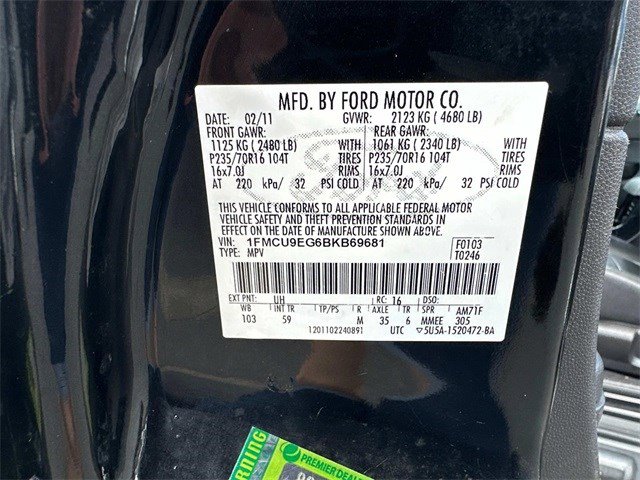 MFD. BY FORD MOTOR CO.
DATE: 02/11 GVWR: 2123 KG ( 4680 LB)
FRONT GAWR: REAR GAWR:
1125 KG ( 2480 LB) WITH 1061 KG ( 2340 LB) WITH
P235/70R16 104T TIRES P235/70R16 104T TIRES
16x7.0J RIMS 16x7.0J RIMS
AT 220 kPa/ 32 PSI COLD AT 220 kPa/ 32 PSI COLD
THIS VEHICLE CONFORMS TO ALL APPLICABLE FEDERAL MOTOR
VEHICLE SAFETY AND THEFT PREVENTION STANDARDS IN
EFFECT ON THE DATE OF MANUFACTURE SHOWN ABOVE.
VIN: 1FMCU9EG6BKB69681 F0103
TYPE: MPV T0246
EXT PNT: UH RC: 16 DSO:
WB INT TR TP/PS R AXLE TR SPR AM71F
103 59 M 35 6 MMEE 305
1201102240891 UTC 5U5A-1520472-BA
PREMIER DEALER